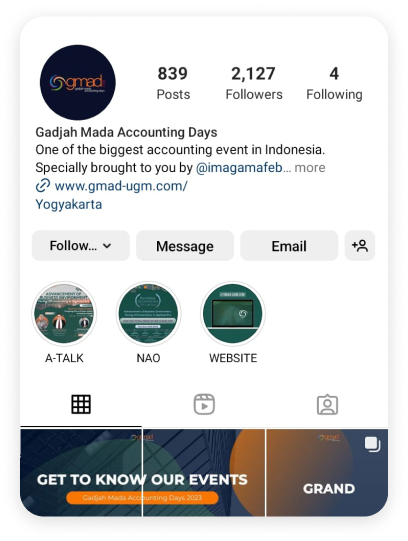 gmad
839
Posts
2,127
Followers
4
Following
Gadjah Mada Accounting Days
One of the biggest accounting event in Indonesia.
Specially brought to you by @imagamafeb... more
www.gmad-ugm.com/
Yogyakarta
Follow...
Message
Email
A-TALK
NAO
WEBSITE
GET TO KNOW OUR EVENTS
Gadjah Mada Accounting Days 2023
GRAND